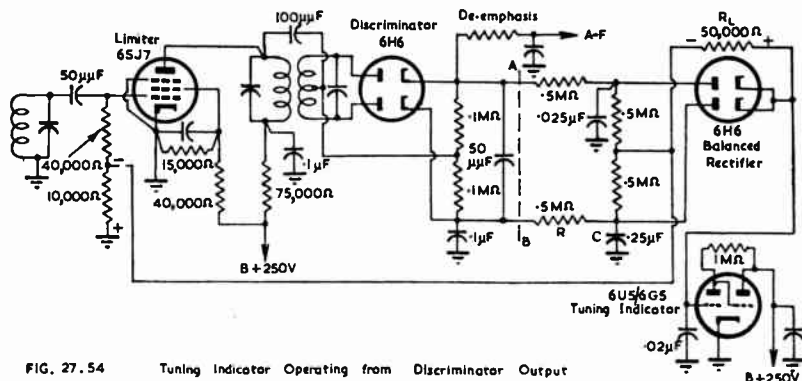 Limiter
6SJ7
50μμF
40,000Ω
10,000Ω
15,000Ω
40,000Ω
100μμF
·1μF
75,000Ω
B+250V
Discriminator
6H6
De-emphasis
A-F
A
·1MΩ
50
μμF
·1MΩ
·1μF
B
·5MΩ
·025μF
·5MΩ
·5MΩ
·5MΩ
R
C
·25μF
RL
50,000Ω
6H6
Balanced
Rectifier
1MΩ
6U5/6G5
Tuning Indicator
·02μF
B+250V
FIG. 27.54 Tuning Indicator Operating from Discriminator Output